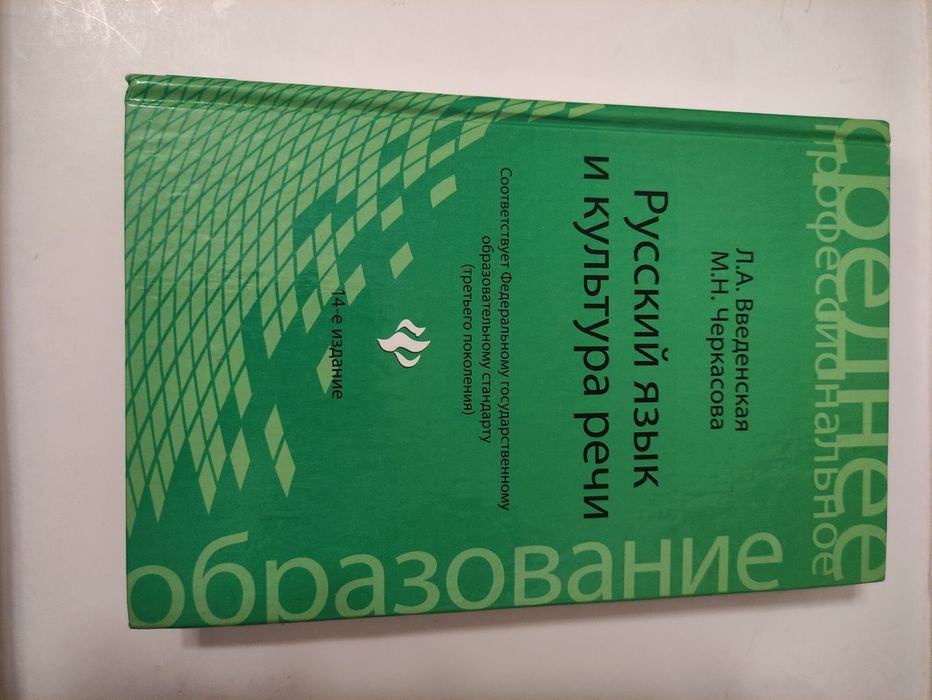 среднее
профессиональное
образование
Л.А. Введенская
М.Н. Черкасова
Русский язык
и культура речи
Соответствует Федеральному государственному
образовательному стандарту
(третьего поколения)
14-е издание